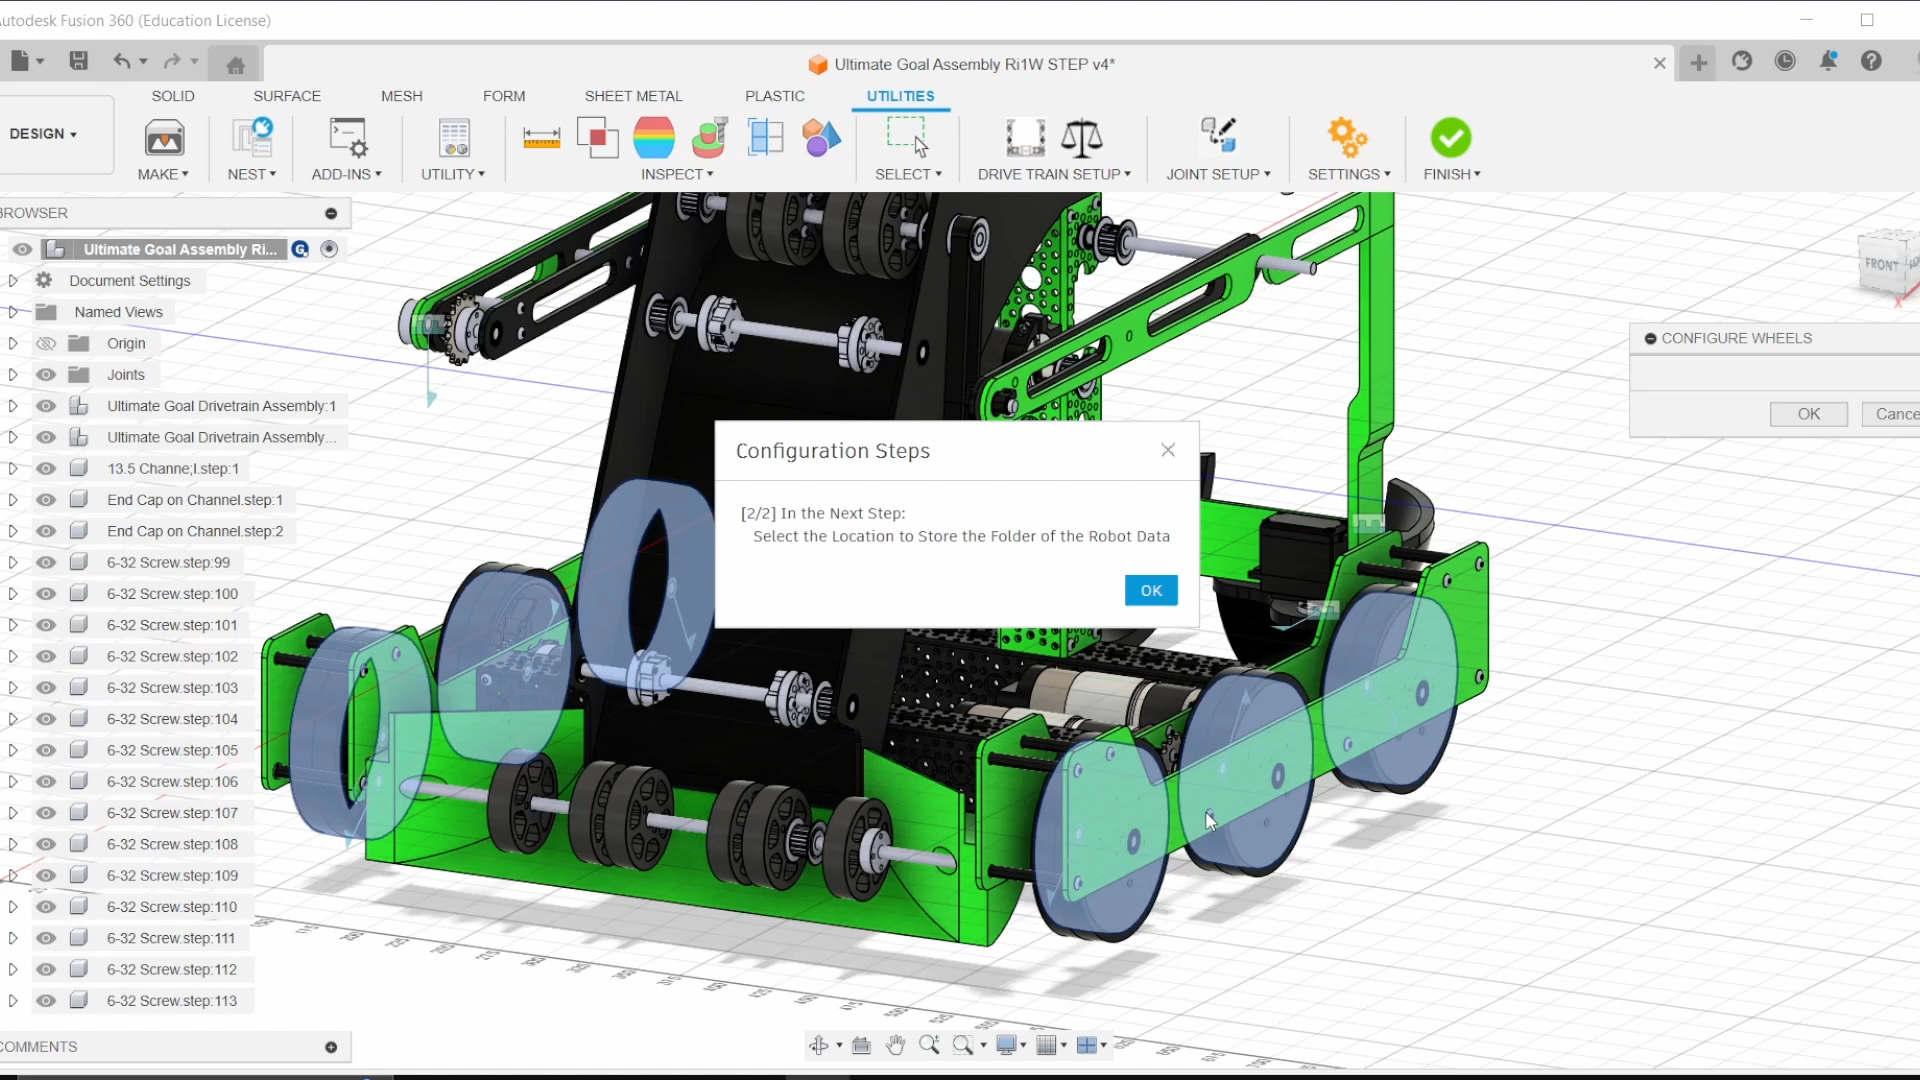 Autodesk Fusion 360 (Education License)
Ultimate Goal Assembly Ri1W STEP v4*
SOLID
SURFACE
MESH
FORM
SHEET METAL
PLASTIC
UTILITIES
DESIGN
MAKE
NEST
ADD-INS
UTILITY
INSPECT
SELECT
DRIVE TRAIN SETUP
JOINT SETUP
SETTINGS
FINISH
BROWSER
Ultimate Goal Assembly Ri...
Document Settings
Named Views
Origin
Joints
Ultimate Goal Drivetrain Assembly:1
Ultimate Goal Drivetrain Assembly...
13.5 Channe;l.step:1
End Cap on Channel.step:1
End Cap on Channel.step:2
6-32 Screw.step:99
6-32 Screw.step:100
6-32 Screw.step:101
6-32 Screw.step:102
6-32 Screw.step:103
6-32 Screw.step:104
6-32 Screw.step:105
6-32 Screw.step:106
6-32 Screw.step:107
6-32 Screw.step:108
6-32 Screw.step:109
6-32 Screw.step:110
6-32 Screw.step:111
6-32 Screw.step:112
6-32 Screw.step:113
COMMENTS
FRONT
X
CONFIGURE WHEELS
OK
Cance
Configuration Steps
[2/2] In the Next Step:
Select the Location to Store the Folder of the Robot Data
OK